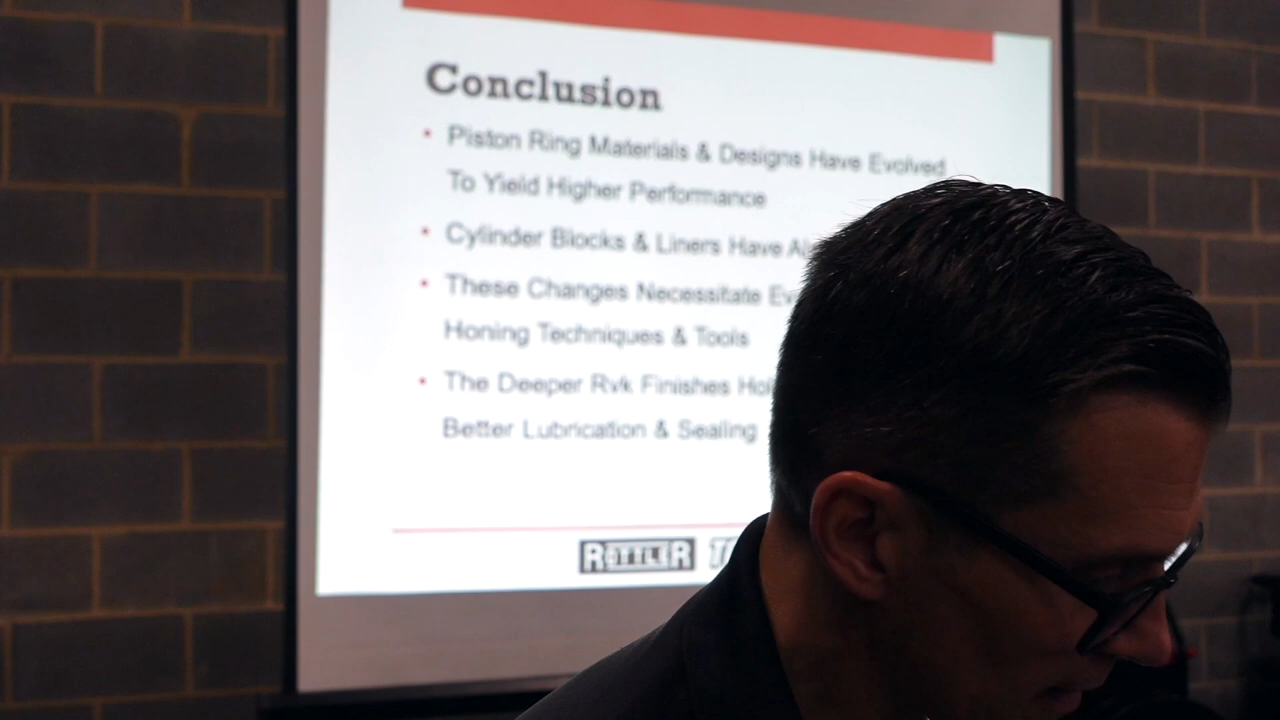 Conclusion
• Piston Ring Materials & Designs Have Evolved
To Yield Higher Performance
• Cylinder Blocks & Liners Have
• These Changes Necessitate
Honing Techniques & Tools
• The Deeper Rvk Finishes
Better Lubrication & Sealing
ROTTLER